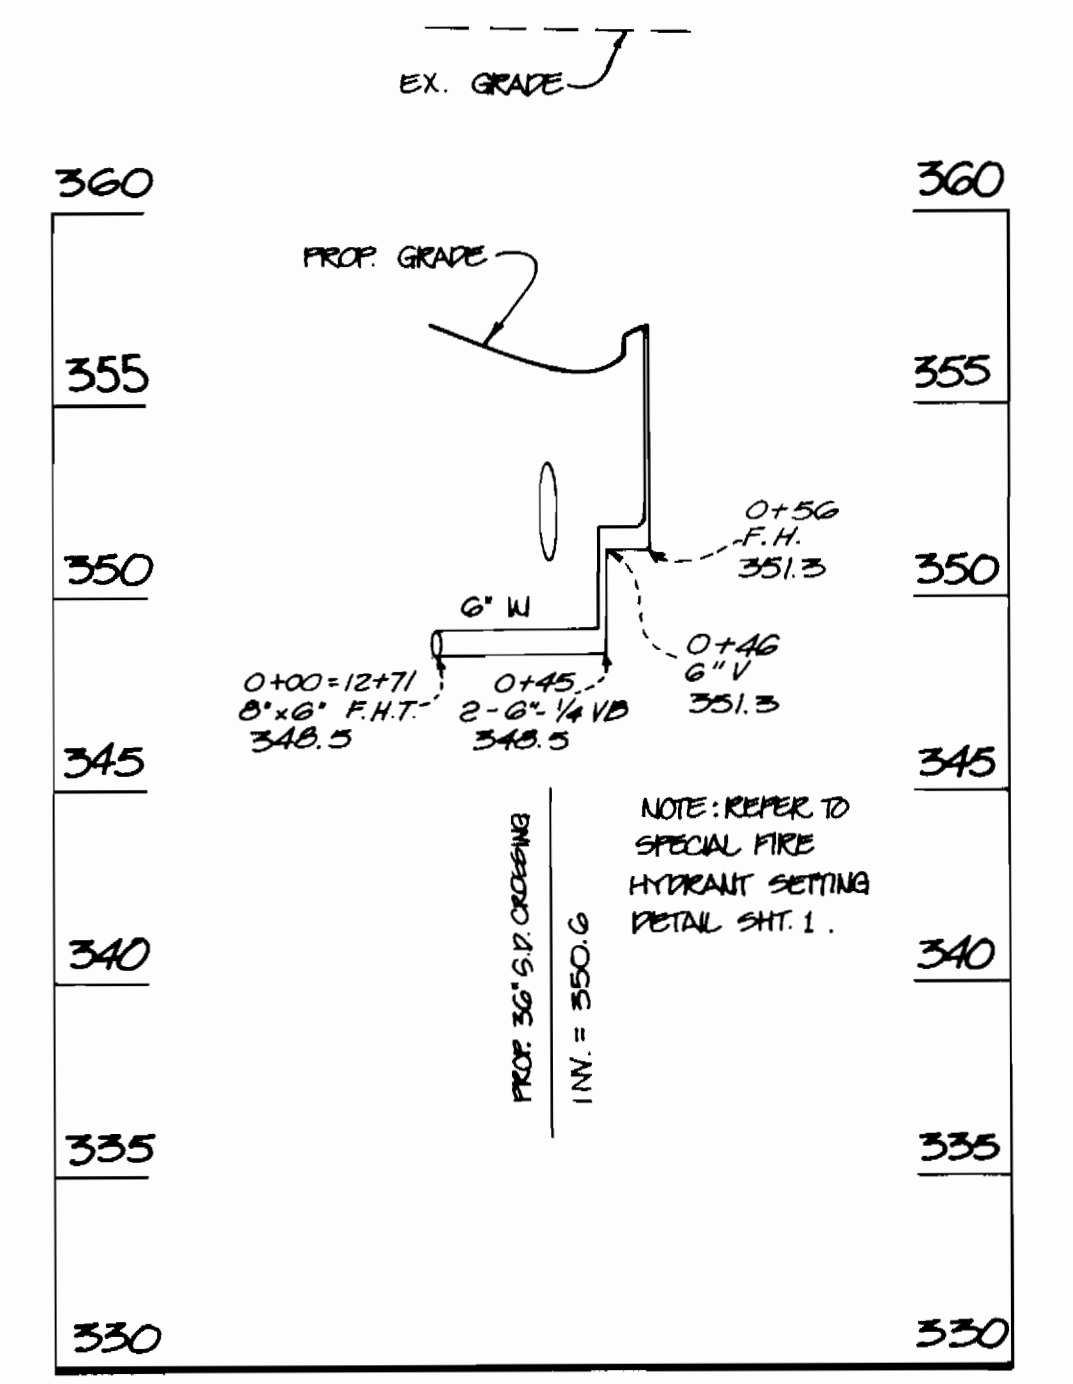 EX. GRADE
360
360
PROP. GRADE
355
355
0+56
F.H.
351.3
350
350
6" W
0+46
6" V
351.3
0+00=12+71
8"x6" F.H.T.
348.5
0+45
2-6"-1/4 VB
348.5
345
345
NOTE: REFER TO
SPECIAL FIRE
HYDRANT SETTING
DETAIL SHT. 1.
PROP. 36" S.D. CROSSING
INV. = 350.6
340
340
335
335
330
330